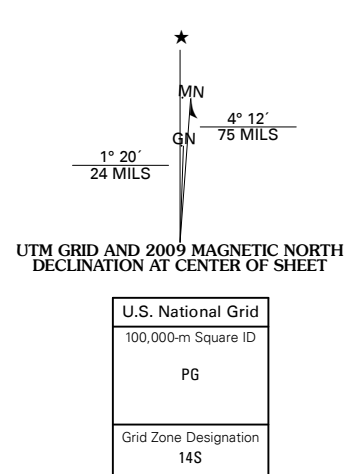 MN
4° 12´
75 MILS
GN
1° 20´
24 MILS
UTM GRID AND 2009 MAGNETIC NORTH
DECLINATION AT CENTER OF SHEET
U.S. National Grid
100,000-m Square ID
PG
Grid Zone Designation
14S